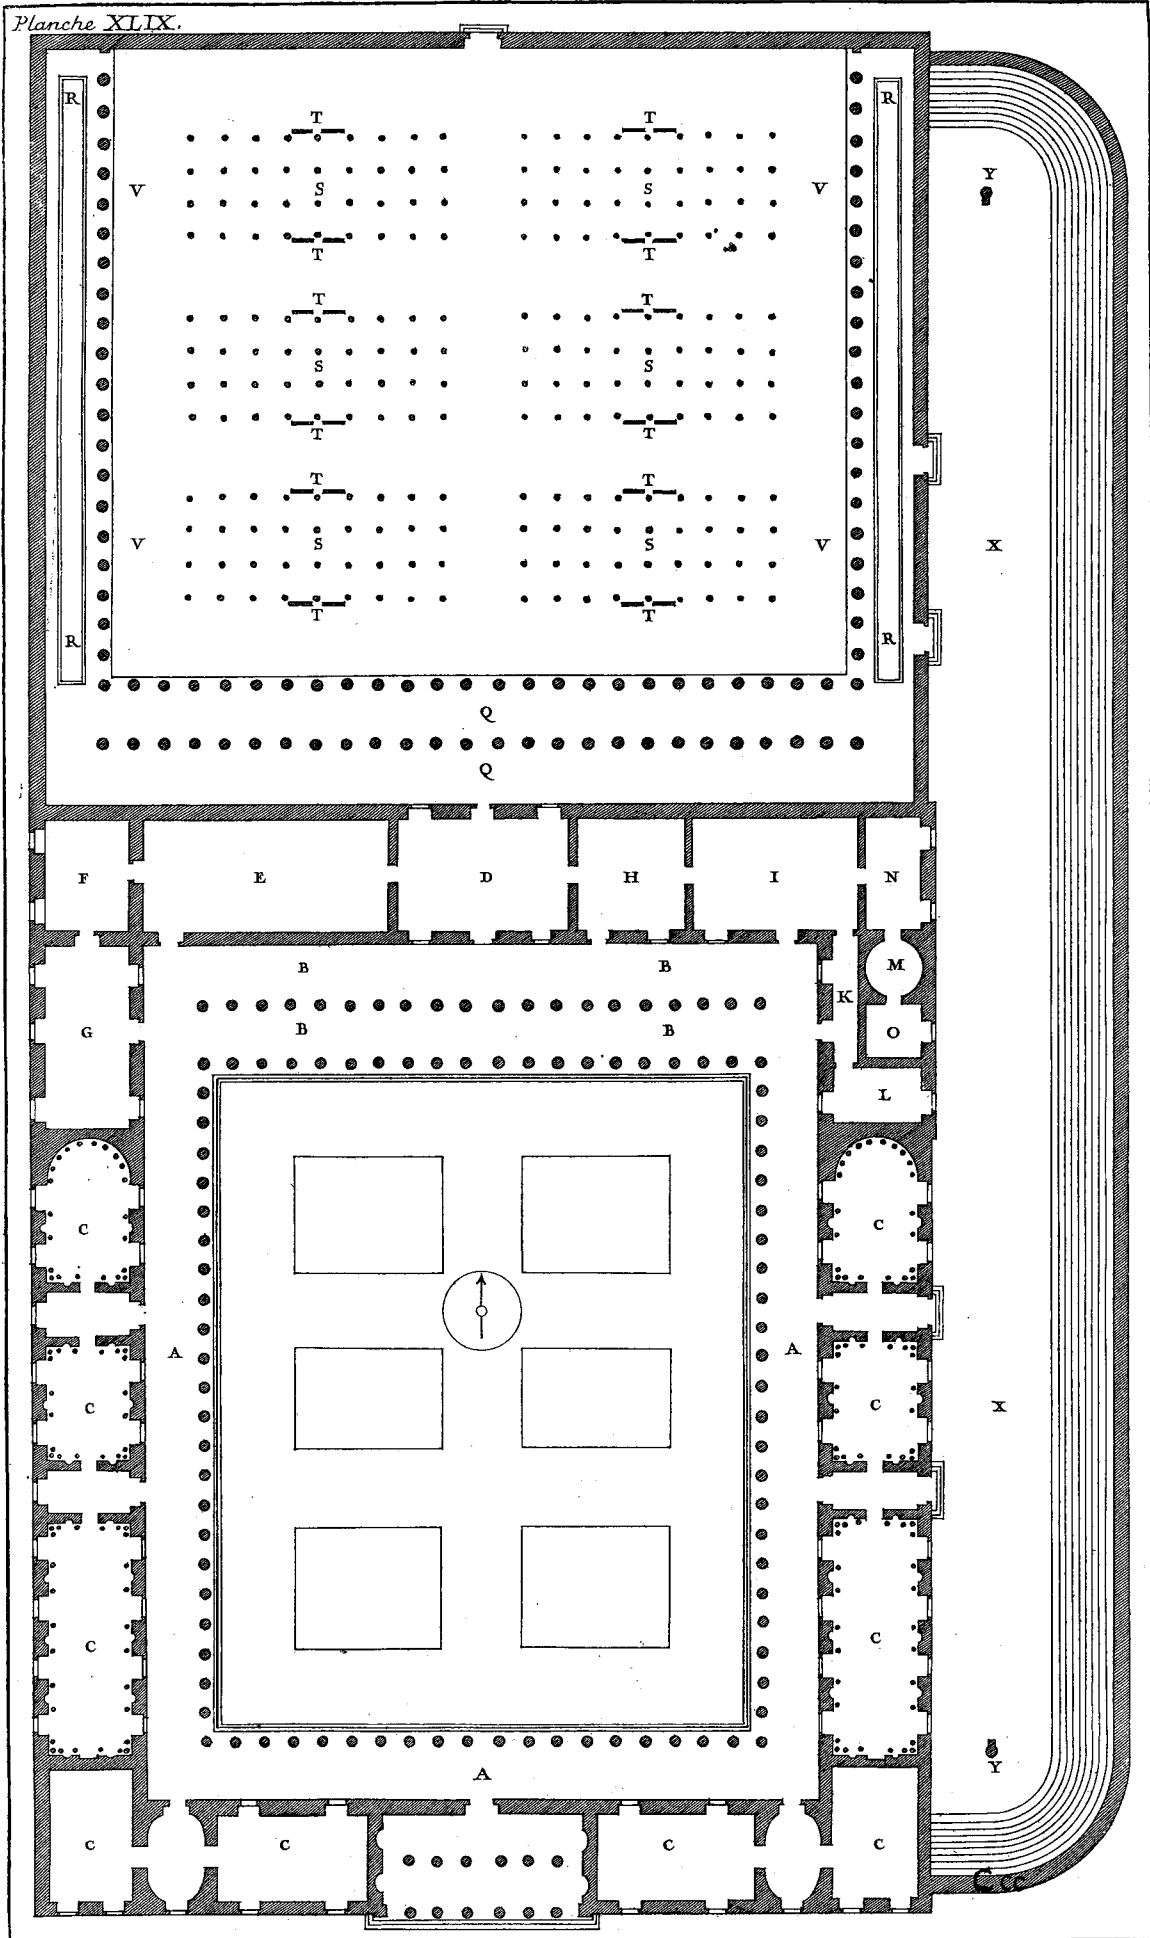 Planche XLIX.
R R
T T
Y
V S S V
T T
T T
S S
T T
T T
V S S V X
T T
R R
Q
Q
F E D H I N
B B M
K
G B B O
L
C C
A A
C C X
C C
Y
A
C C C C
Ccc